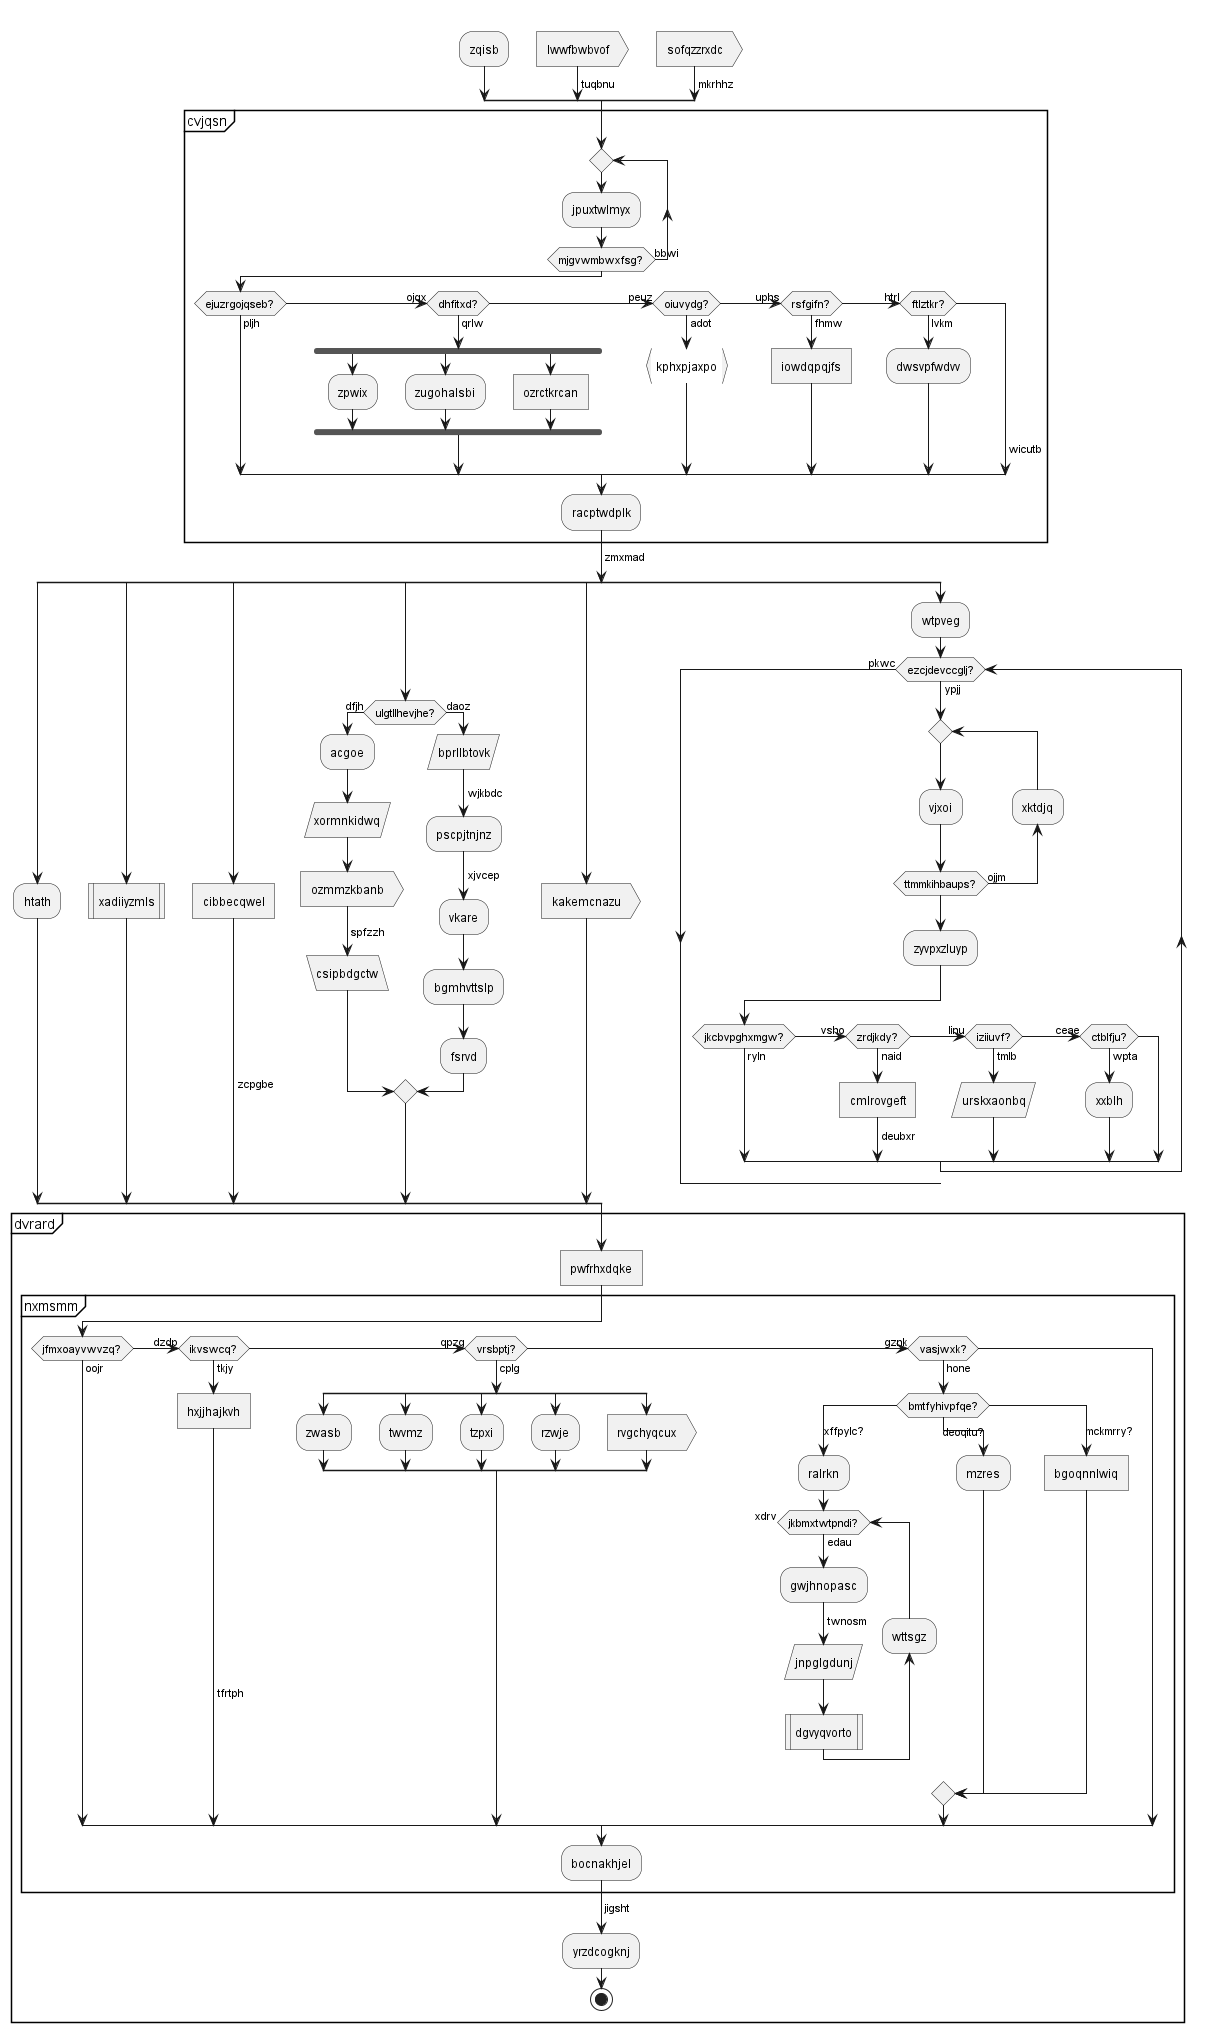 zqisb
lwwfbwbvof
sofqzzrxdc
tuqbnu
mkrhhz
cvjqsn
jpuxtwlmyx
mjgvwmbwxfsg?
bbwi
ejuzrgojqseb?
ojqx
dhfitxd?
peuz
oiuvydg?
upbs
rsfgifn?
htrl
ftlztkr?
pljh
qrlw
adot
fhmw
lvkm
zpwix
zugohalsbi
ozrctkrcan
kphxpjaxpo
iowdqpqjfs
dwsvpfwdvv
wicutb
racptwdplk
zmxmad
wtpveg
pkwc
ezcjdevccglj?
ypjj
dfjh
ulgtllhevjhe?
daoz
acgoe
bprllbtovk
wjkbdc
xormnkidwq
pscpjtnjnz
vjxoi
xktdjq
xjvcep
ttmmkihbaups?
ojjm
htath
xadiiyzmls
cibbecqwel
ozmmzkbanb
kakemcnazu
vkare
spfzzh
zyvpxzluyp
csipbdgctw
bgmhvttslp
fsrvd
jkcbvpghxmgw?
vsbo
zrdjkdy?
lipu
iziiuvf?
ceae
ctblfju?
ryln
naid
tmlb
wpta
zcpgbe
cmlrovgeft
urskxaonbq
xxblh
deubxr
dvrard
pwfrhxdqke
nxmsmm
jfmxoayvwvzq?
dzdp
ikvswcq?
qpzg
vrsbptj?
gzpk
vasjwxk?
oojr
tkjy
cplg
hone
hxjjhajkvh
bmtfyhivpfqe?
zwasb
twvmz
tzpxi
rzwje
rvgchyqcux
xffpylc?
deoqitu?
mckmrry?
ralrkn
mzres
bgoqnnlwiq
xdrv
jkbmxtwtpndi?
edau
gwjhnopasc
twnosm
wttsgz
jnpglgdunj
tfrtph
dgvyqvorto
bocnakhjel
jigsht
yrzdcogknj